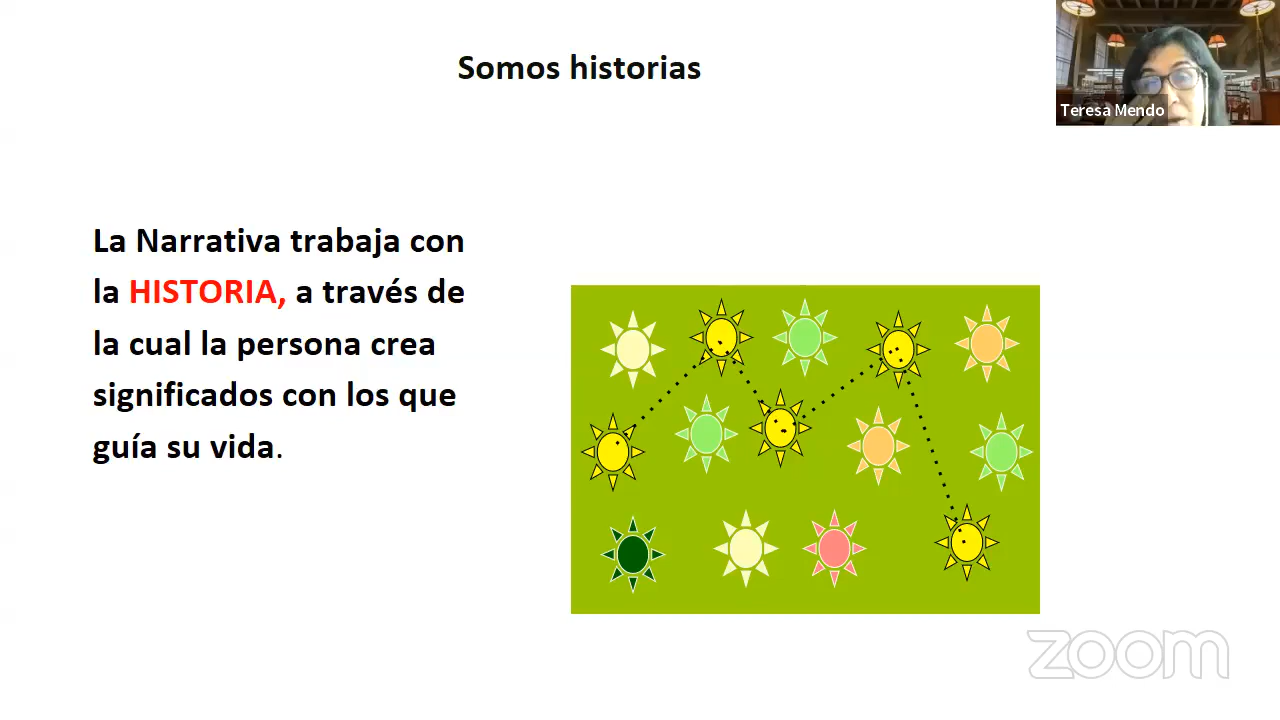 Somos historias
Teresa Mendo
La Narrativa trabaja con
la HISTORIA, a través de
la cual la persona crea
significados con los que
guía su vida.
zoom